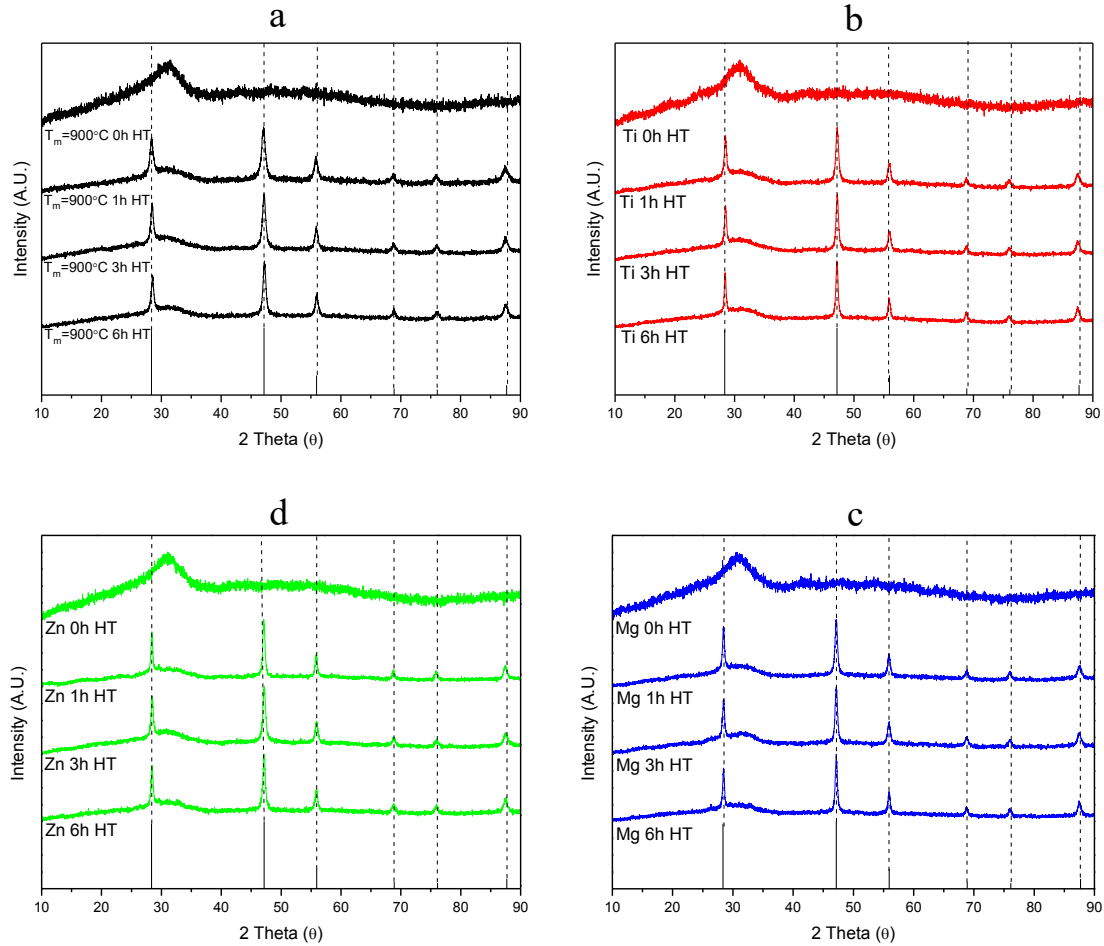 a
Intensity (A.U.)
T_m=900°C 0h HT
T_m=900°C 1h HT
T_m=900°C 3h HT
T_m=900°C 6h HT
10 20 30 40 50 60 70 80 90
2 Theta (θ)
b
Intensity (A.U.)
Ti 0h HT
Ti 1h HT
Ti 3h HT
Ti 6h HT
10 20 30 40 50 60 70 80 90
2 Theta (θ)
d
Intensity (A.U.)
Zn 0h HT
Zn 1h HT
Zn 3h HT
Zn 6h HT
10 20 30 40 50 60 70 80 90
2 Theta (θ)
c
Intensity (A.U.)
Mg 0h HT
Mg 1h HT
Mg 3h HT
Mg 6h HT
10 20 30 40 50 60 70 80 90
2 Theta (θ)